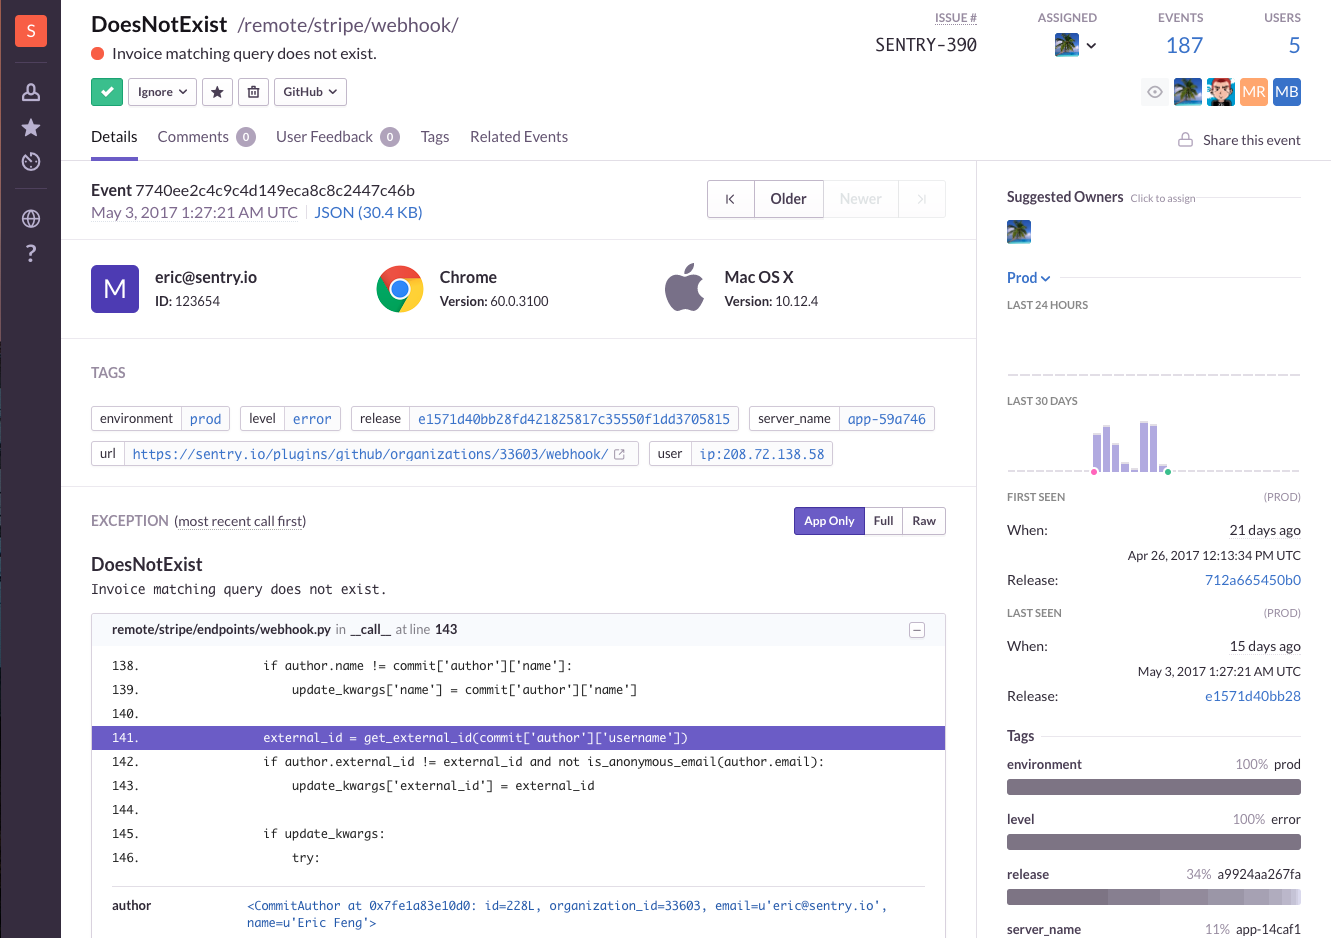 S
DoesNotExist /remote/stripe/webhook/
Invoice matching query does not exist.
ISSUE #
SENTRY-390
ASSIGNED
EVENTS
187
USERS
5
Ignore
GitHub
MR MB
Details Comments 0 User Feedback 0 Tags Related Events
Share this event
?
Event 7740ee2c4c9c4d149eca8c8c2447c46b
May 3, 2017 1:27:21 AM UTC JSON (30.4 KB)
Older Newer
M
eric@sentry.io
ID: 123654
Chrome
Version: 60.0.3100
Mac OS X
Version: 10.12.4
TAGS
environment prod level error release e1571d40bb28fd421825817c35550f1dd3705815 server_name app-59a746
url https://sentry.io/plugins/github/organizations/33603/webhook/ user ip:208.72.138.58
EXCEPTION (most recent call first)
App Only Full Raw
DoesNotExist
Invoice matching query does not exist.
remote/stripe/endpoints/webhook.py in __call__ at line 143
138. if author.name != commit['author']['name']:
139. update_kwargs['name'] = commit['author']['name']
140.
141. external_id = get_external_id(commit['author']['username'])
142. if author.external_id != external_id and not is_anonymous_email(author.email):
143. update_kwargs['external_id'] = external_id
144.
145. if update_kwargs:
146. try:
author <CommitAuthor at 0x7fe1a83e10d0: id=228L, organization_id=33603, email=u'eric@sentry.io',
name=u'Eric Feng'>
Suggested Owners Click to assign
Prod
LAST 24 HOURS
LAST 30 DAYS
FIRST SEEN (PROD)
When: 21 days ago
Apr 26, 2017 12:13:34 PM UTC
Release: 712a665450b0
LAST SEEN (PROD)
When: 15 days ago
May 3, 2017 1:27:21 AM UTC
Release: e1571d40bb28
Tags
environment 100% prod
level 100% error
release 34% a9924aa267fa
server_name 11% app-14caf1